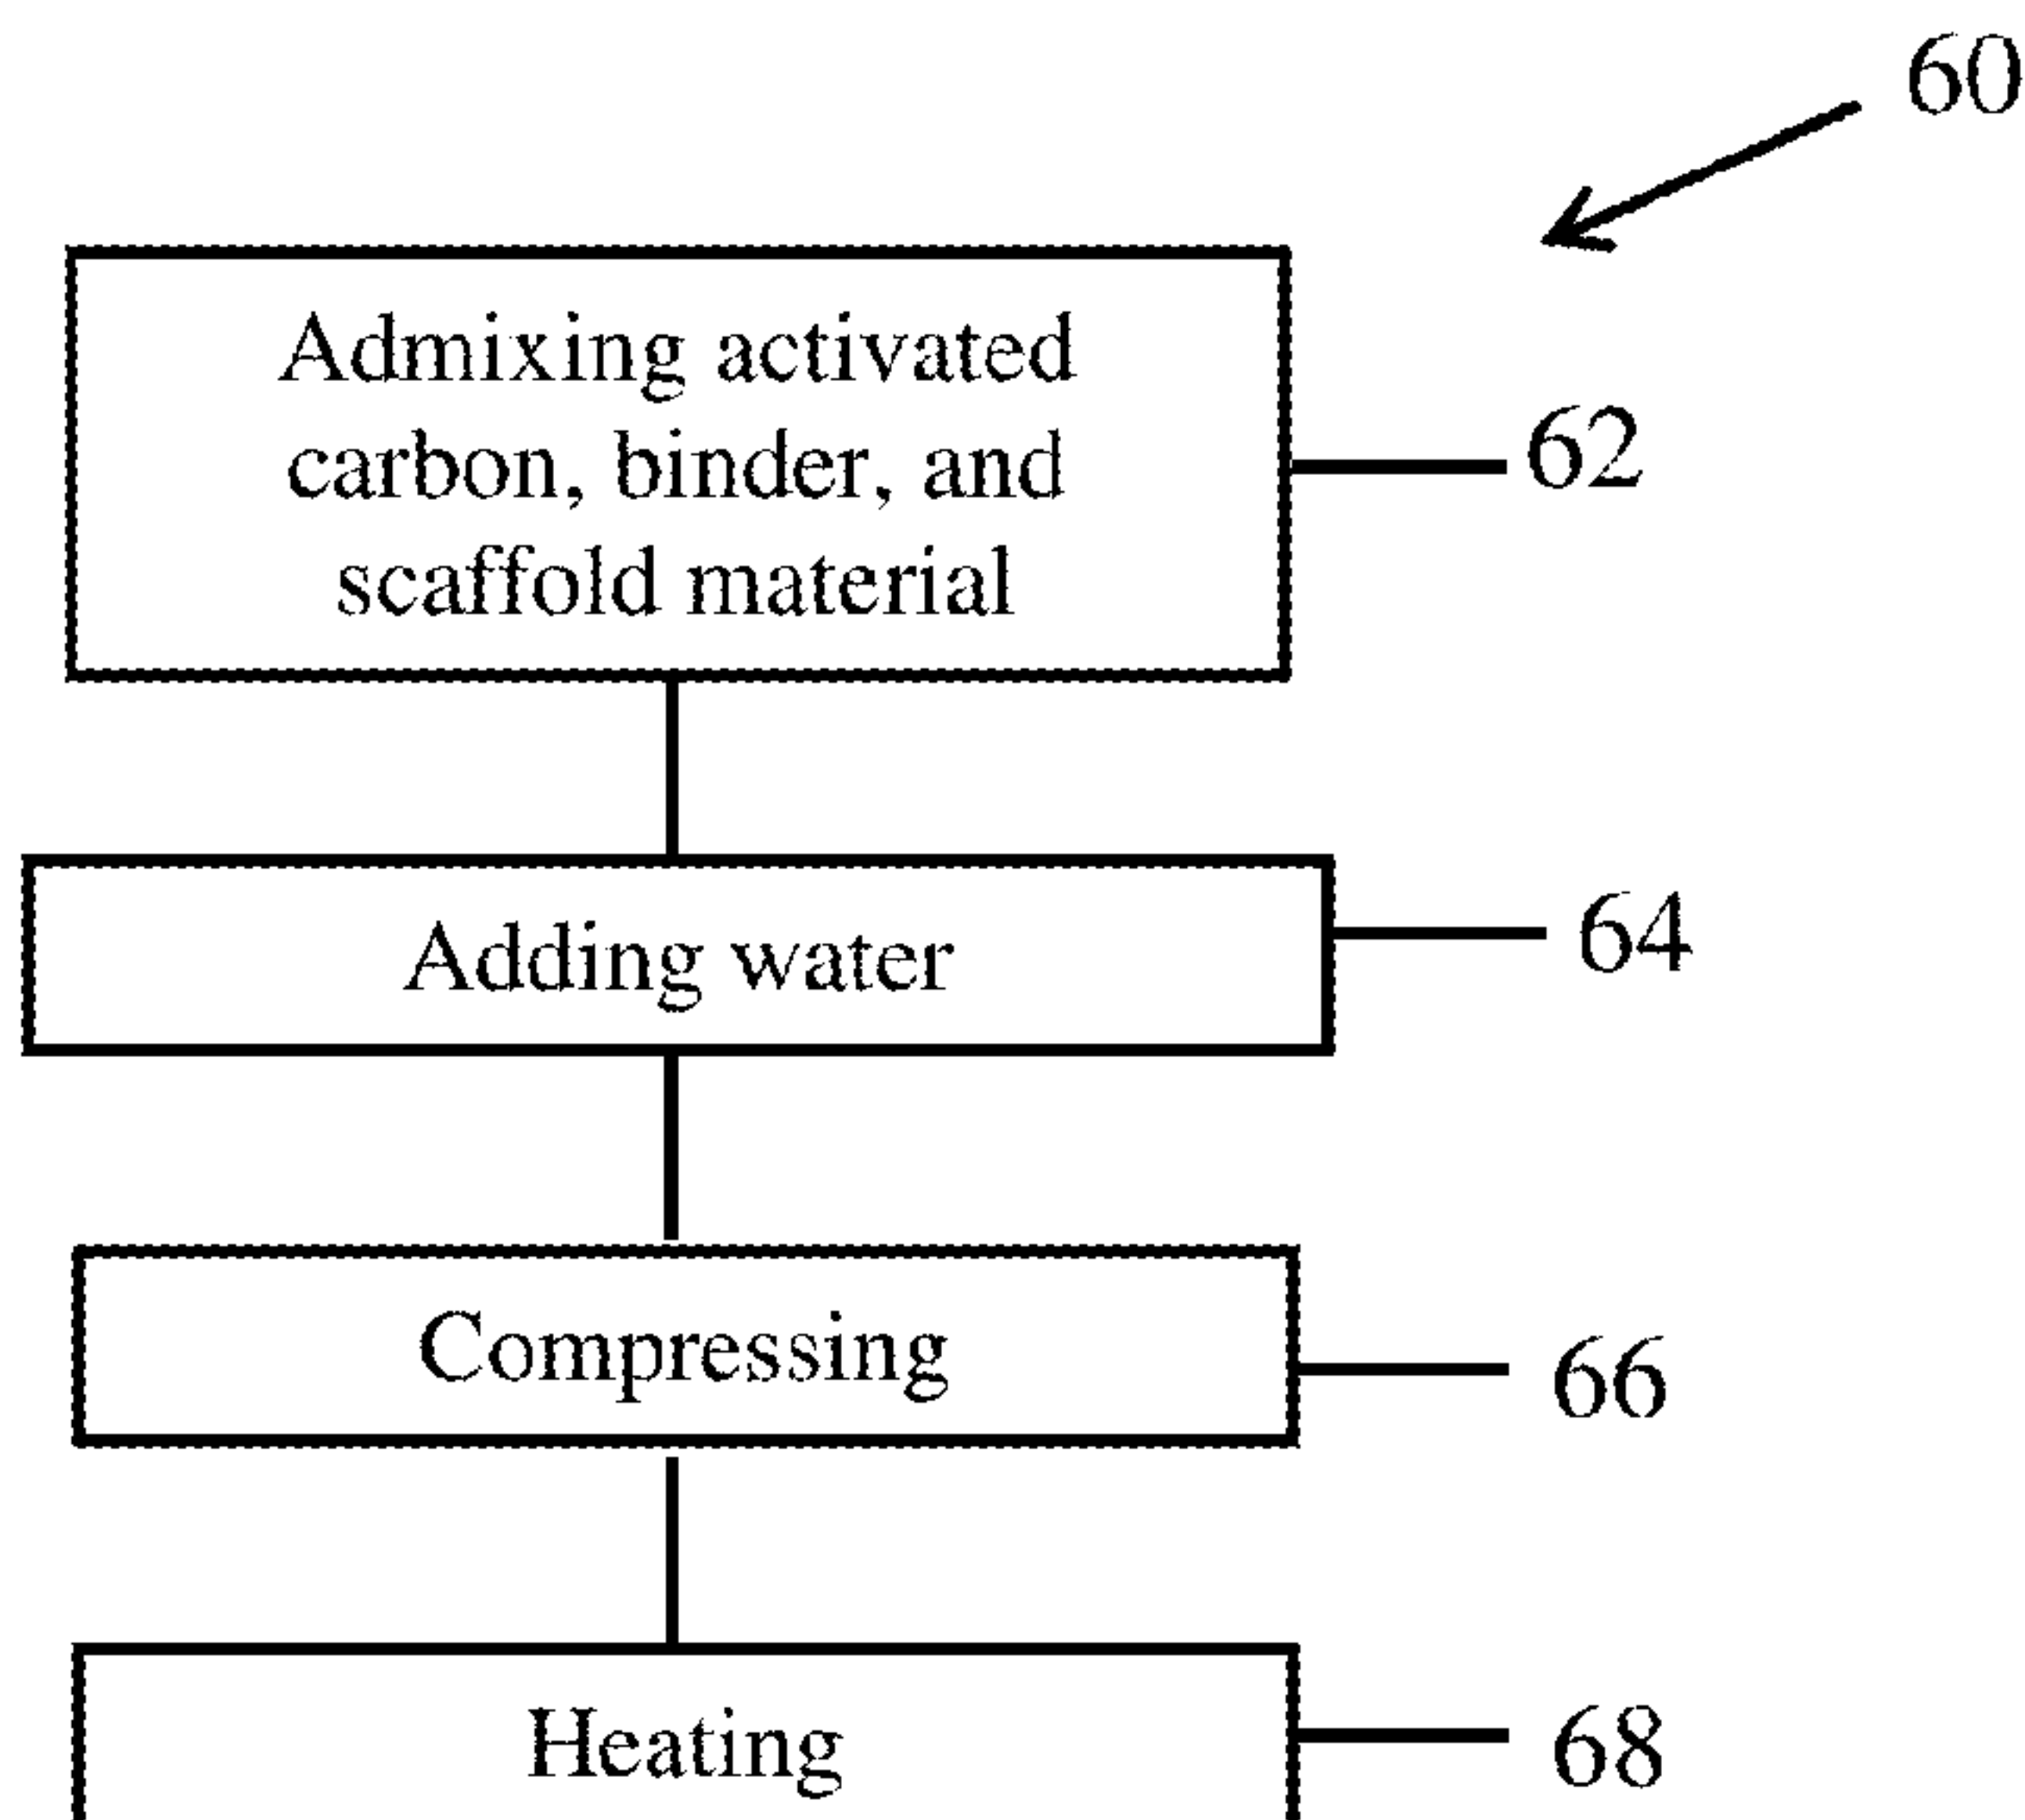 60
Admixing activated
carbon, binder, and
scaffold material
62
Adding water
64
Compressing
66
Heating
68